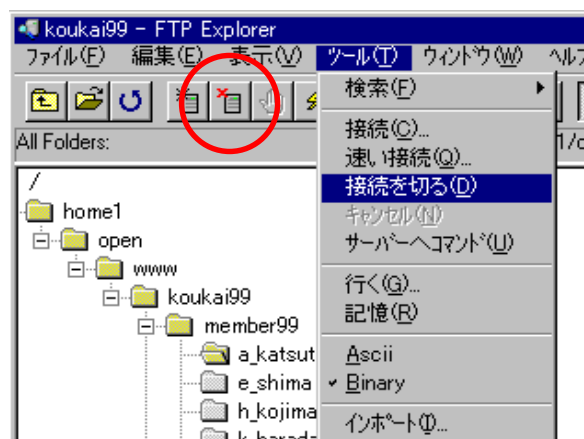 koukai99 - FTP Explorer
ファイル(F) 編集(E) 表示(V) ツール(T) ウィンドウ(W) ヘル
All Folders:
/
home1
open
www
koukai99
member99
a_katsut
e_shima
h_kojima
検索(F)
接続(C)...
速い接続(Q)...
接続を切る(D)
キャンセル(N)
サーバーへコマンド(U)
行く(G)...
記憶(R)
Ascii
Binary
インポート(I)...